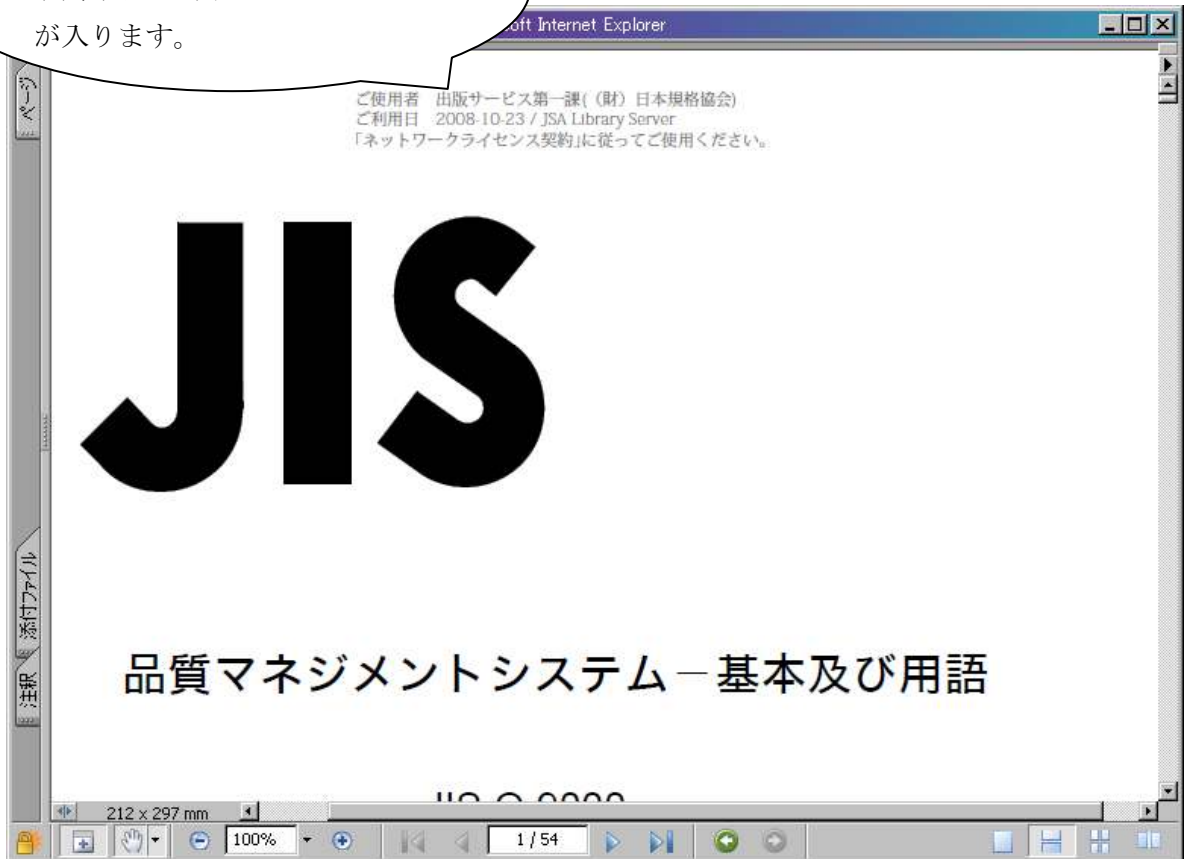 が入ります。
oft Internet Explorer
ページ
ご使用者 出版サービス第一課(（財）日本規格協会)
ご利用日 2008-10-23 / JSA Library Server
「ネットワークライセンス契約」に従ってご使用ください。
JIS
添付ファイル
注釈
品質マネジメントシステム－基本及び用語
212 x 297 mm
100%
1 / 54